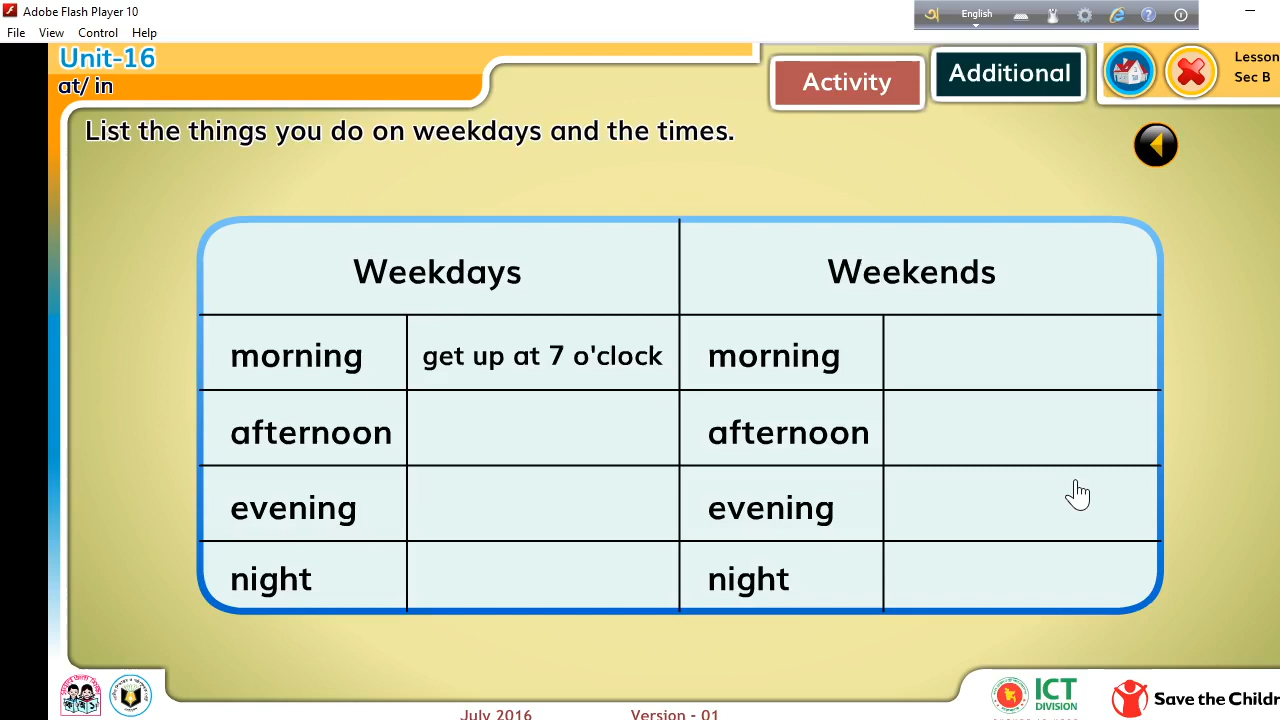 Adobe Flash Player 10
অ English
File View Control Help
Unit-16
at/ in
Activity
Additional
Lesson
Sec B
List the things you do on weekdays and the times.
Weekdays Weekends
morning get up at 7 o'clock morning
afternoon afternoon
evening evening
night night
ICT
DIVISION
Save the Childr
July 2016 Version - 01